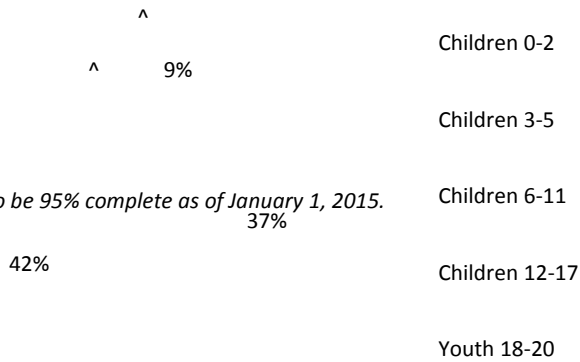 ^
Children 0-2
^ 9%
Children 3-5
be 95% complete as of January 1, 2015.
Children 6-11
37%
42%
Children 12-17
Youth 18-20